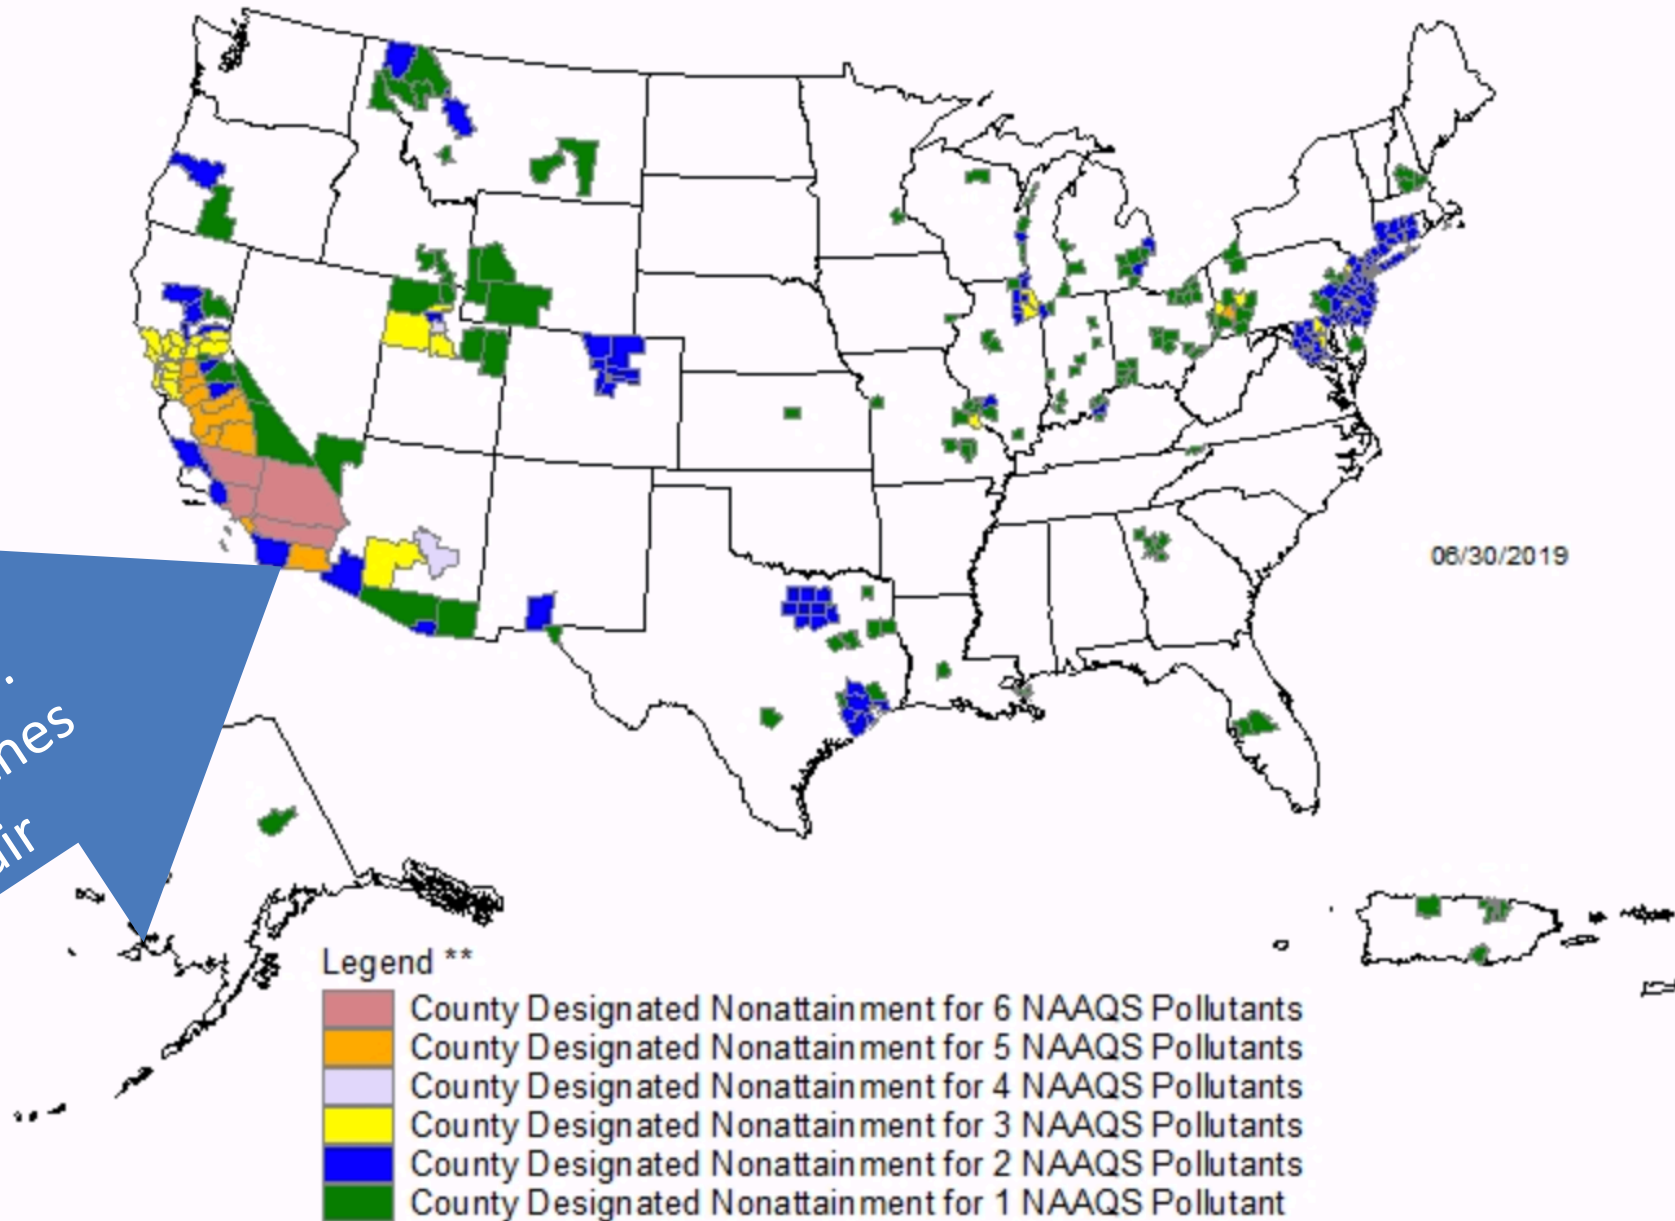 06/30/2019
.
air
Legend **
County Designated Nonattainment for 6 NAAQS Pollutants
County Designated Nonattainment for 5 NAAQS Pollutants
County Designated Nonattainment for 4 NAAQS Pollutants
County Designated Nonattainment for 3 NAAQS Pollutants
County Designated Nonattainment for 2 NAAQS Pollutants
County Designated Nonattainment for 1 NAAQS Pollutant